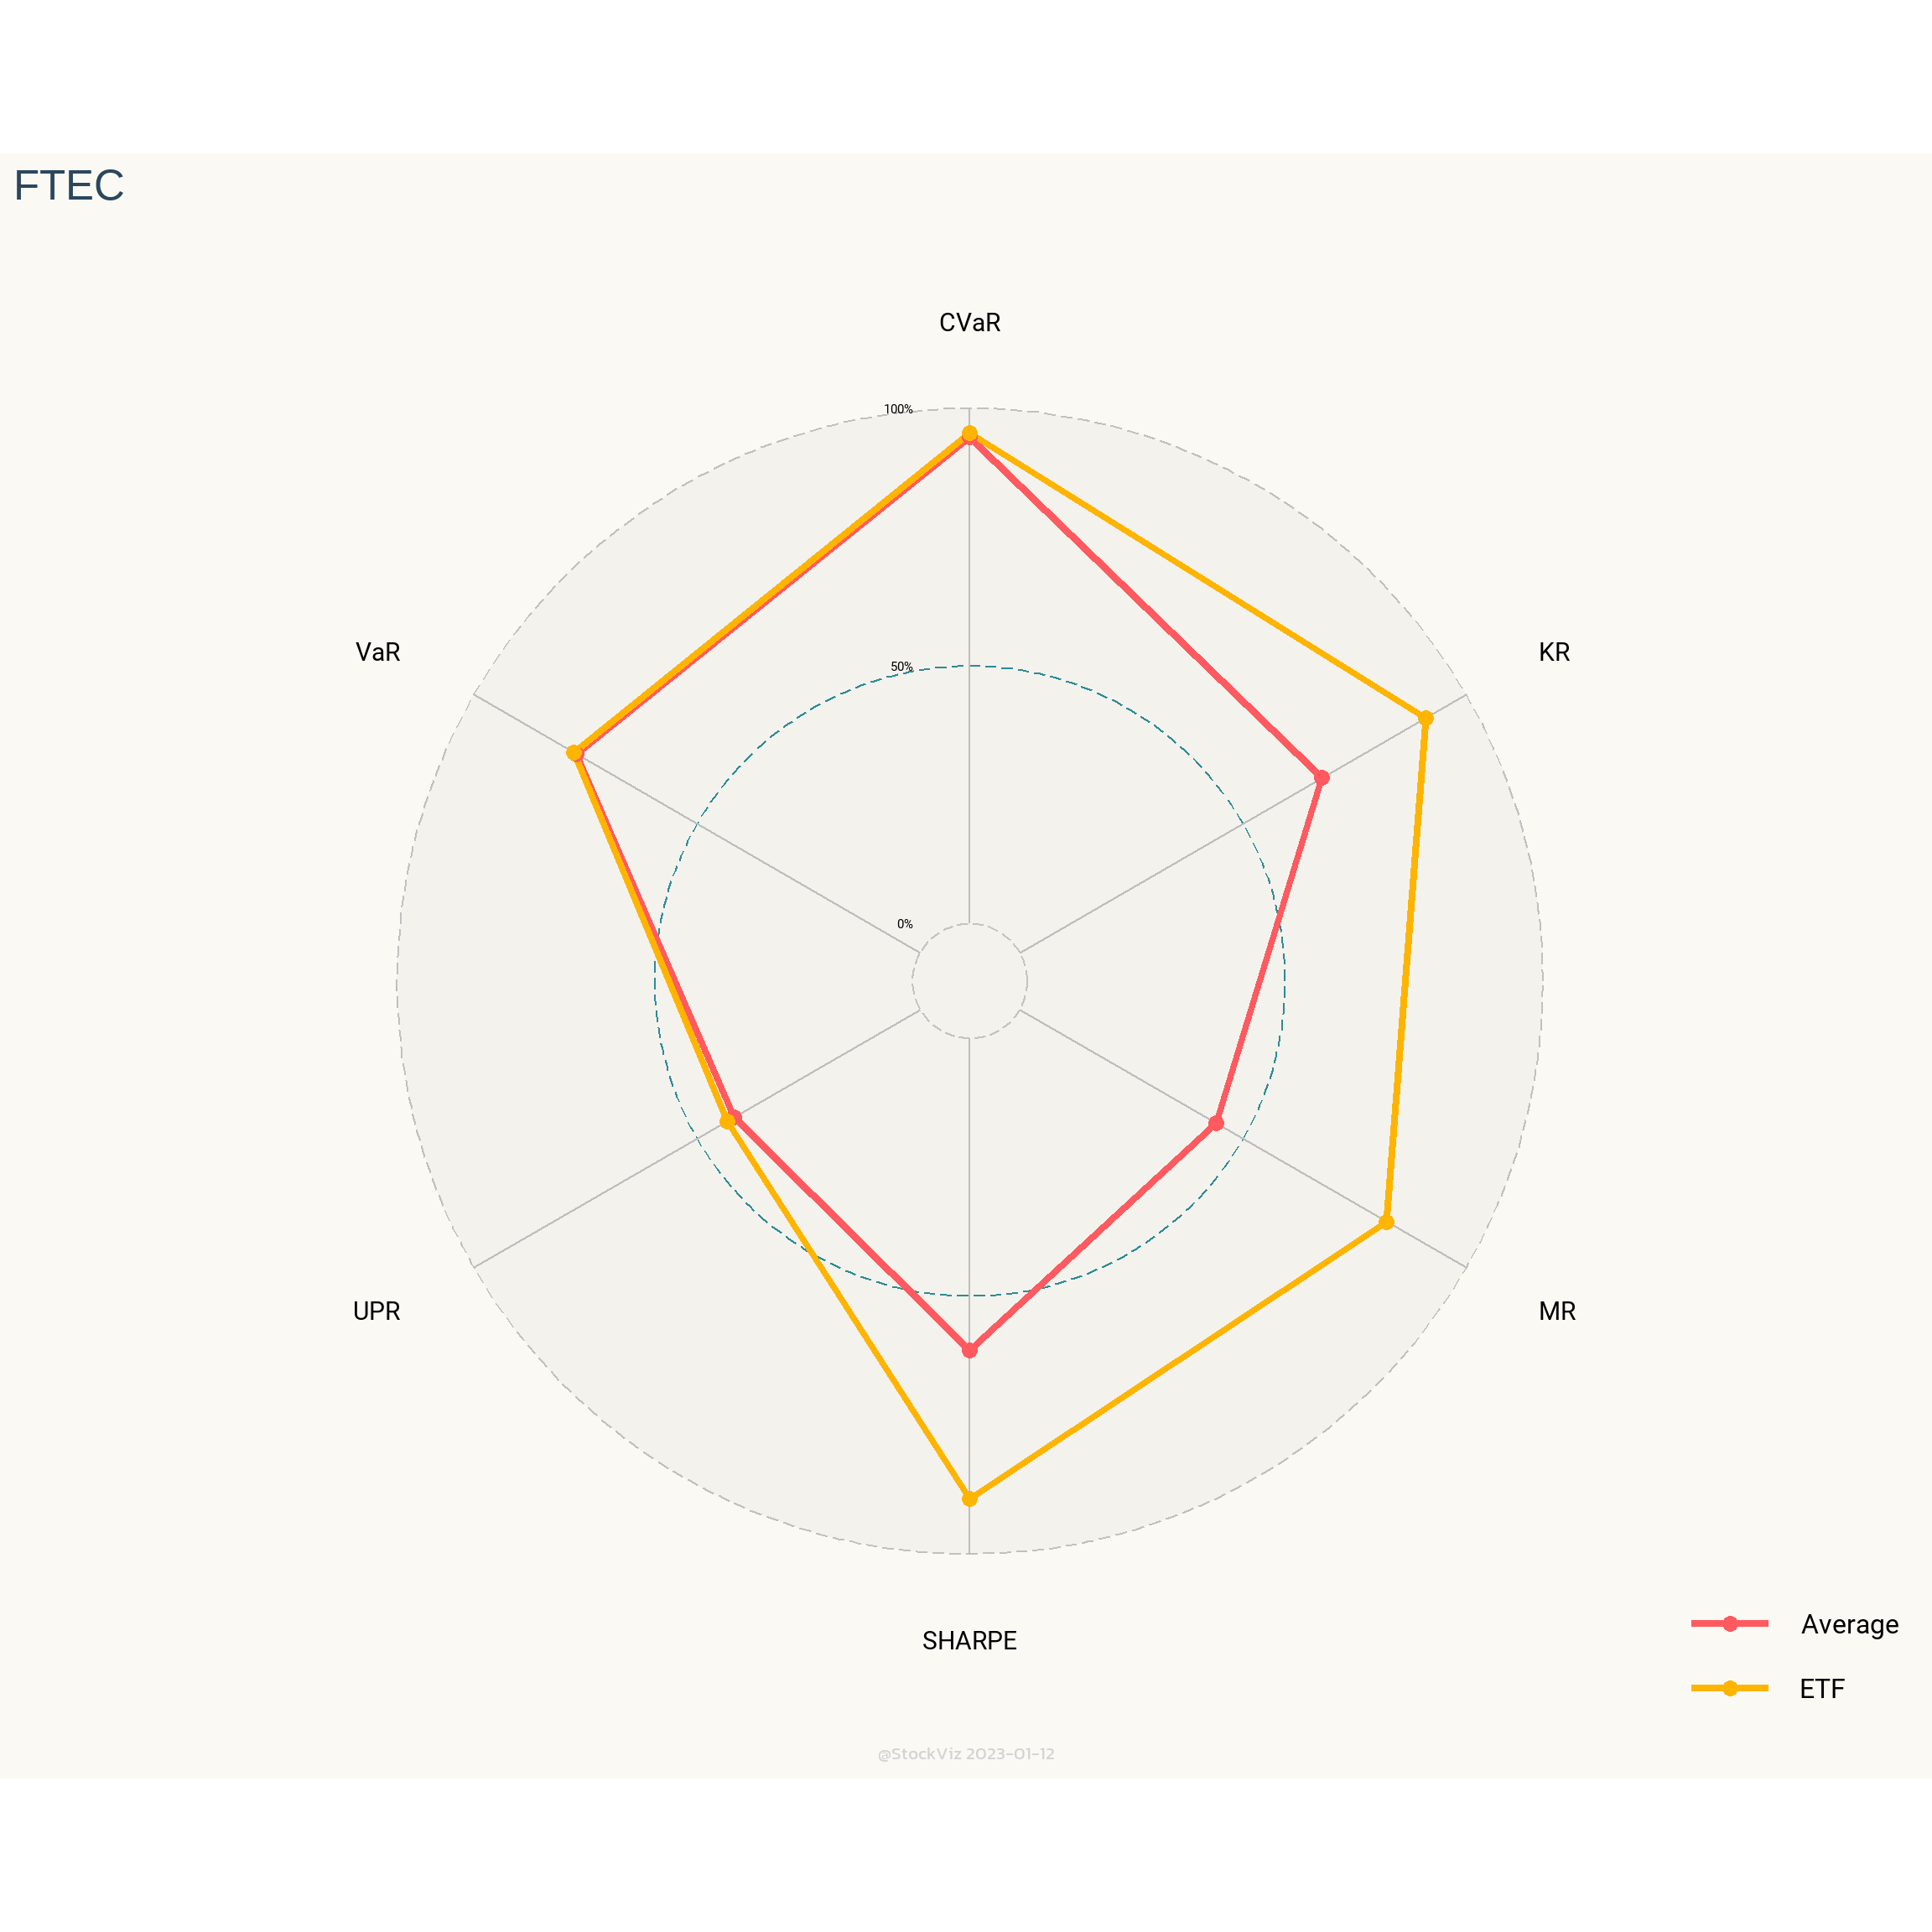 FTEC
CVaR
100%
VaR
KR
50%
0%
UPR
MR
SHARPE
Average
ETF
@StockViz 2023-01-12